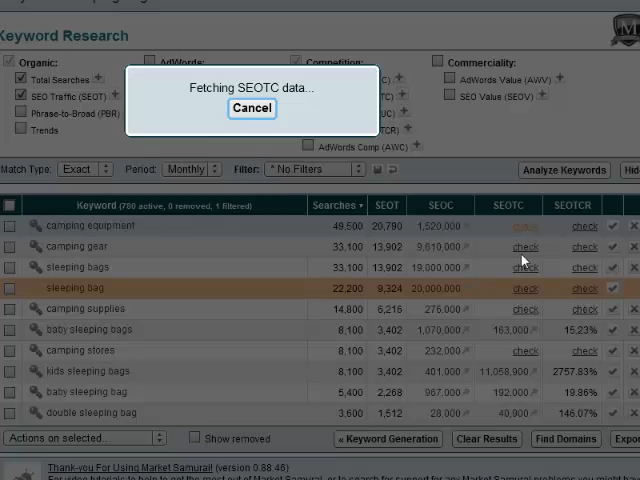 Keyword Research
Organic:
AdWords:
Competition:
Commerciality:
Total Searches
AdWords Value (AWV)
SEO Traffic (SEOT)
SEO Value (SEOV)
Phrase-to-Broad (PBR)
Trends
AdWords Comp (AWC)
Fetching SEOTC data...
Cancel
Match Type: Exact Period: Monthly Filter: * No Filters Analyze Keywords Hide
Keyword (780 active, 0 removed, 1 filtered) Searches SEOT SEOC SEOTC SEOTCR
camping equipment 49,500 20,790 1,520,000 check check
camping gear 33,100 13,902 9,610,000 check check
sleeping bags 33,100 13,902 19,000,000 check check
sleeping bag 22,200 9,324 20,000,000 check check
camping supplies 14,800 6,216 276,000 check check
baby sleeping bags 8,100 3,402 1,070,000 163,000 15.23%
camping stores 8,100 3,402 232,000 check check
kids sleeping bags 8,100 3,402 401,000 11,058,900 2757.83%
baby sleeping bag 5,400 2,268 967,000 192,000 19.86%
double sleeping bag 3,600 1,512 28,000 40,900 146.07%
Actions on selected.. Show removed « Keyword Generation Clear Results Find Domains Expor
Thank-you For Using Market Samurai! (version 0.88.46)